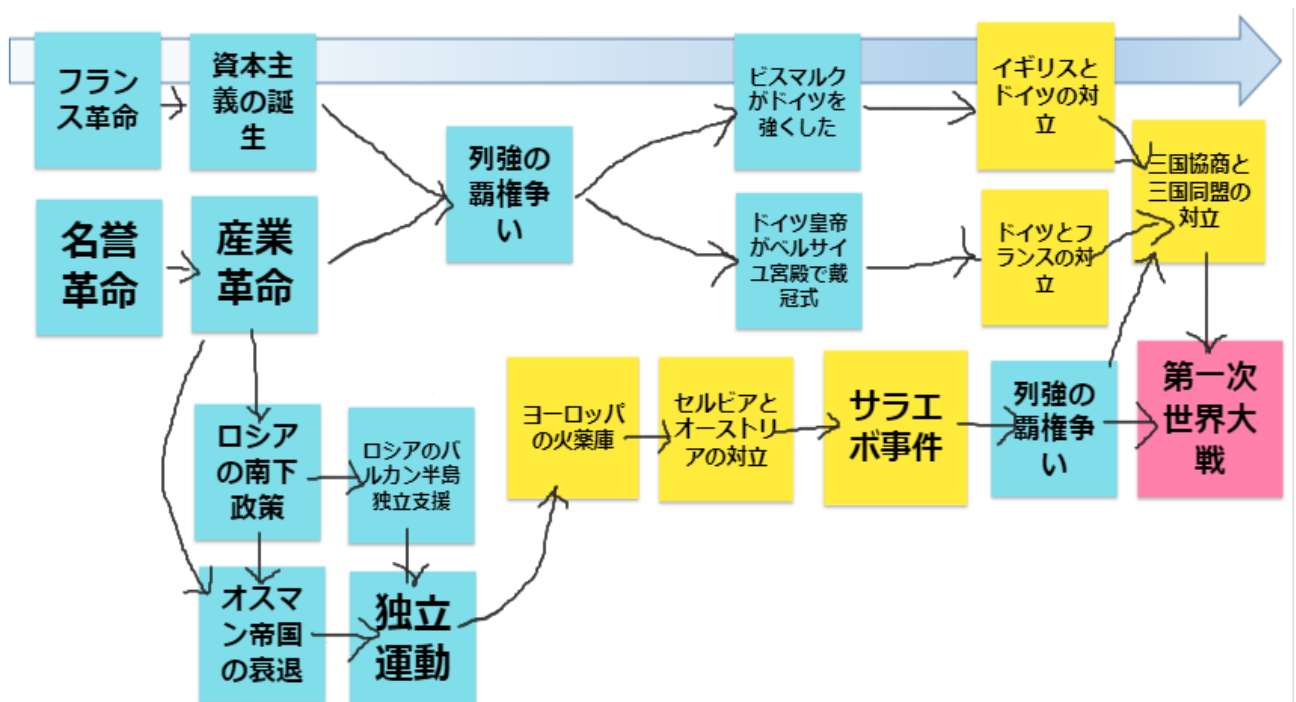 フラン
ス革命
資本主
義の誕
生
列強の
覇権争
い
ビスマルク
がドイツを
強くした
イギリスと
ドイツの対
立
三国協商と
三国同盟の
対立
名誉
革命
産業
革命
ドイツ皇帝
がベルサイ
ユ宮殿で戴
冠式
ドイツとフ
ランスの対
立
ロシア
の南下
政策
ロシアのバ
ルカン半島
独立支援
ヨーロッパ
の火薬庫
セルビアと
オーストリ
アの対立
サラエ
ボ事件
列強の
覇権争
い
第一次
世界大
戦
オスマ
ン帝国
の衰退
独立
運動